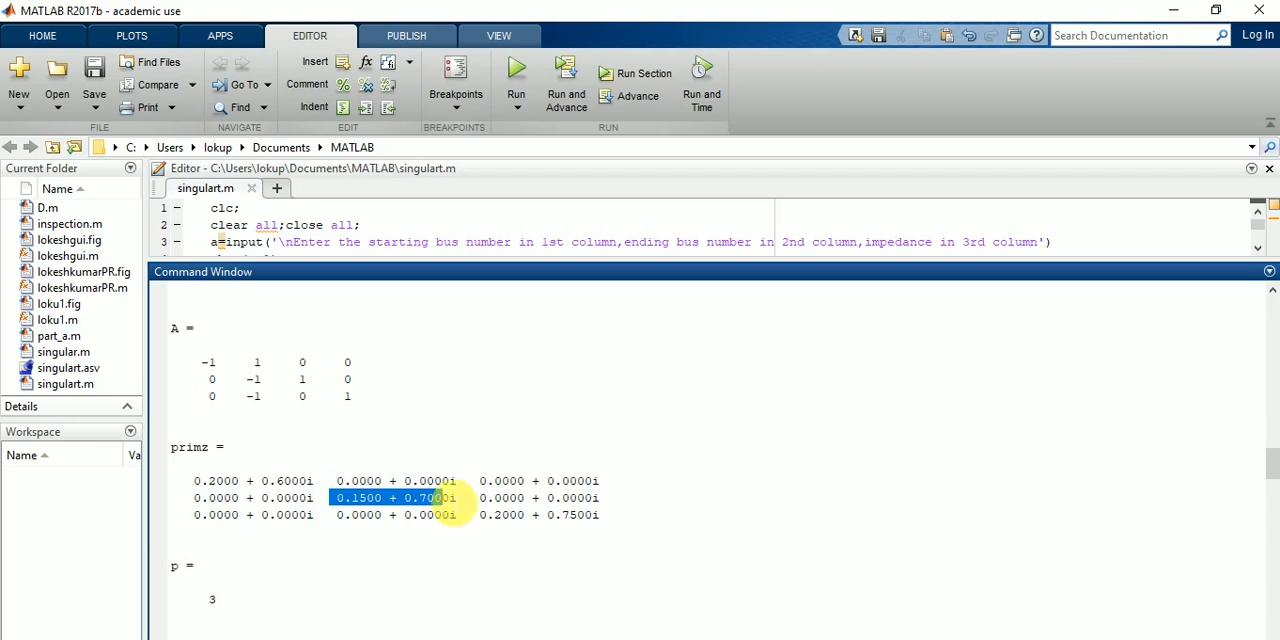 MATLAB R2017b - academic use
HOME PLOTS APPS EDITOR PUBLISH VIEW
Search Documentation
Log In
New Open Save
Find Files
Compare
Print
FILE
Go To
Find
NAVIGATE
Insert fx
Comment
Indent
EDIT
Breakpoints
BREAKPOINTS
Run
Run and Advance
Run Section
Advance
Run and Time
RUN
C: Users lokup Documents MATLAB
Current Folder
Name
D.m
inspection.m
lokeshgui.fig
lokeshgui.m
lokeshkumarPR.fig
lokeshkumarPR.m
loku1.fig
loku1.m
part_a.m
singular.m
singulart.asv
singulart.m
Details
Workspace
Name Va
Editor - C:\Users\lokup\Documents\MATLAB\singulart.m
singulart.m
1 – clc;
2 – clear all;close all;
3 – a=input('\nEnter the starting bus number in 1st column,ending bus number in 2nd column,impedance in 3rd column')
Command Window
A =
-1 1 0 0
0 -1 1 0
0 -1 0 1
primz =
0.2000 + 0.6000i 0.0000 + 0.0000i 0.0000 + 0.0000i
0.0000 + 0.0000i 0.1500 + 0.7000i 0.0000 + 0.0000i
0.0000 + 0.0000i 0.0000 + 0.0000i 0.2000 + 0.7500i
p =
3